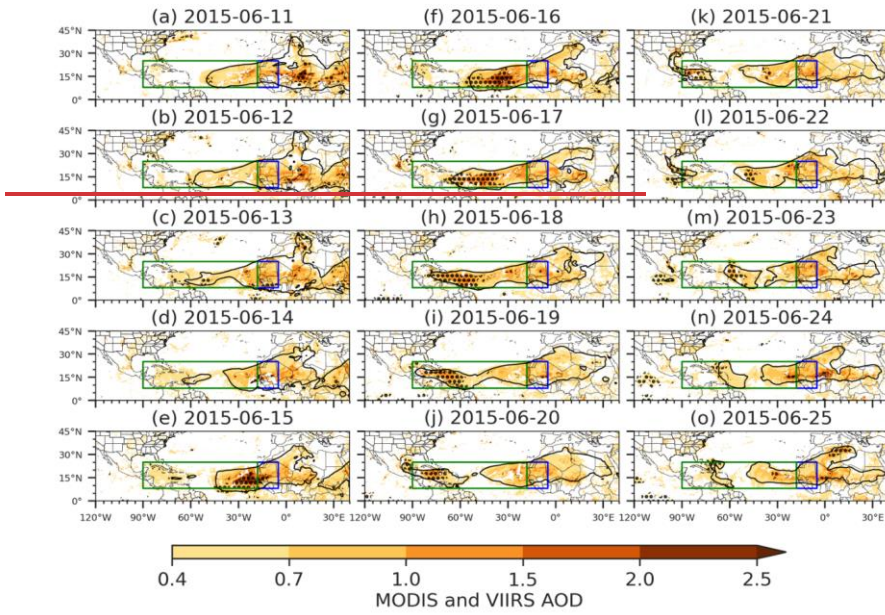 (a) 2015-06-11 (f) 2015-06-16 (k) 2015-06-21
45°N
30°N
15°N
0°
(b) 2015-06-12 (g) 2015-06-17 (l) 2015-06-22
45°N
30°N
15°N
0°
(c) 2015-06-13 (h) 2015-06-18 (m) 2015-06-23
45°N
30°N
15°N
0°
(d) 2015-06-14 (i) 2015-06-19 (n) 2015-06-24
45°N
30°N
15°N
0°
(e) 2015-06-15 (j) 2015-06-20 (o) 2015-06-25
45°N
30°N
15°N
0°
120°W 90°W 60°W 30°W 0° 30°E 90°W 60°W 30°W 0° 30°E 90°W 60°W 30°W 0° 30°E
0.4 0.7 1.0 1.5 2.0 2.5
MODIS and VIIRS AOD